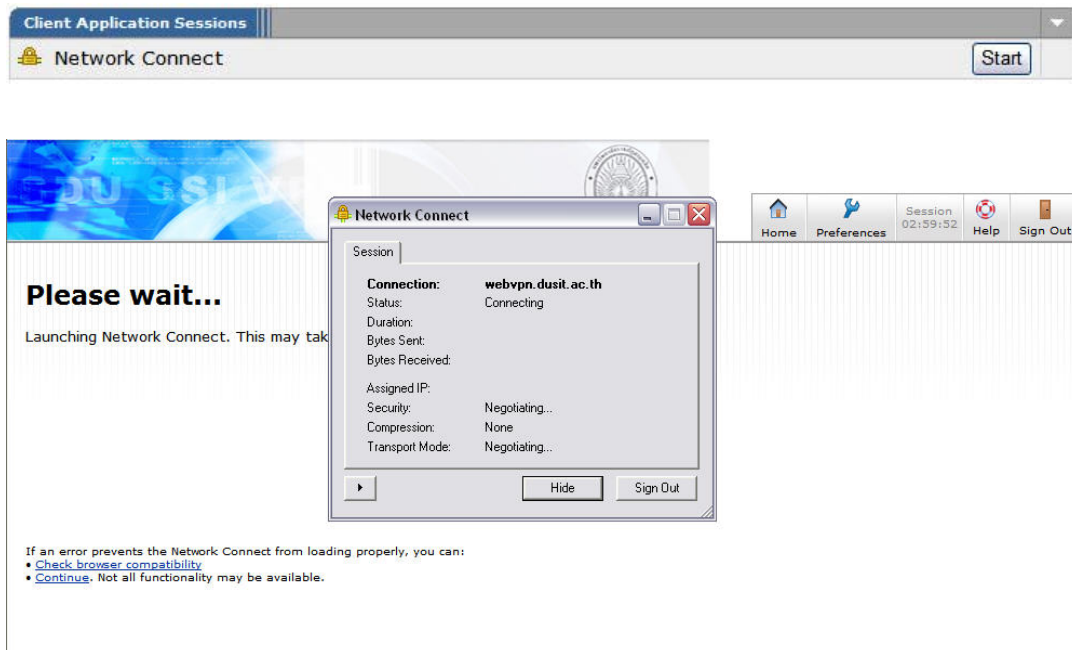 Client Application Sessions
Network Connect
Start
SDU SSL VPN
Network Connect
Home
Preferences
Session
02:59:52
Help
Sign Out
Session
Connection: webvpn.dusit.ac.th
Status: Connecting
Duration:
Bytes Sent:
Bytes Received:
Assigned IP:
Security: Negotiating...
Compression: None
Transport Mode: Negotiating...
Hide
Sign Out
Please wait...
Launching Network Connect. This may
If an error prevents the Network Connect from loading properly, you can:
• Check browser compatibility
• Continue. Not all functionality may be available.